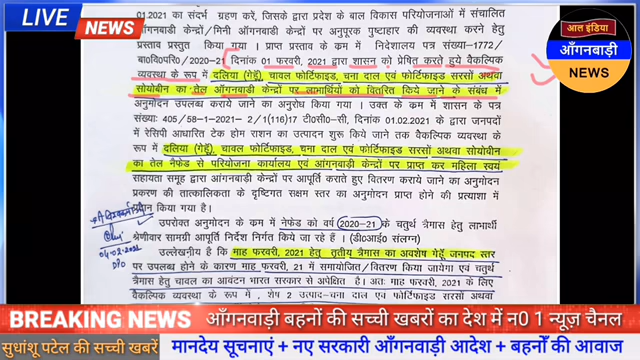 LIVE NEWS
आल इंडिया
आँगनबाड़ी
NEWS
01.2021 का संदर्भ ग्रहण करें, जिसके द्वारा प्रदेश के बाल विकास परियोजनाओं में संचालित
आँगनबाड़ी केन्द्रों/मिनी आँगनबाड़ी केन्द्रों पर अनुपूरक पुष्टाहार की व्यवस्था करने हेतु
प्रस्ताव प्रस्तुत किया गया । प्राप्त प्रस्ताव के क्रम में निदेशालय पत्र संख्या-1772/
बा0वि0परि0/2020-21 दिनांक 01 फरवरी, 2021 द्वारा शासन को प्रेषित करते हुये वैकल्पिक
व्यवस्था के रूप में दलिया (गेहूं), चावल फोर्टिफाइड, चना दाल एवं फोर्टिफाइड सरसों अथवा
सोयोबीन का तेल आँगनबाड़ी केन्द्रों पर लाभार्थियों को वितरित किये जाने के संबंध में
अनुमोदन उपलब्ध कराये जाने का अनुरोध किया गया । उक्त के क्रम में शासन के पत्र
संख्या: 405/58-1-2021- 2/1(116)17 टी0सी0-सी, दिनांक 01.02.2021 के द्वारा जनपदों
में रेसिपी आधारित टेक होम राशन का उत्पादन शुरू किये जाने तक वैकल्पिक व्यवस्था के
रूप में दलिया (गेहूं), चावल फोर्टिफाइड, चना दाल एवं फोर्टिफाइड सरसों अथवा सोयोबीन
का तेल नैफेड से परियोजना कार्यालय एवं आंगनबाड़ी केन्द्रों पर प्राप्त कर महिला स्वयं
सहायता समूह द्वारा आंगनबाड़ी केन्द्रों पर आपूर्ति कराते हुए वितरण कराये जाने का अनुमोदन
प्रकरण की तात्कालिकता के दृष्टिगत सक्षम स्तर का अनुमोदन प्राप्त होने की प्रत्याशा में
प्रदान किया गया है।
उपरोक्त अनुमोदन के क्रम में नेफेड को वर्ष 2020-21 के चतुर्थ त्रैमास हेतु लाभार्थी
श्रेणीवार सामग्री आपूर्ति निर्देश निर्गत किये जा रहे हैं । (डी0आई0 संलग्न)
04-02-2021
DPO
उल्लेखनीय है कि माह फरवरी, 2021 हेतु तृतीय त्रैमास का अवशेष गेहूँ जनपद स्तर
पर उपलब्ध होने के कारण माह फरवरी, 21 में समायोजित/वितरण किया जायेगा एवं चतुर्थ
त्रैमास हेतु चावल का आवंटन भारत सरकार से अपेक्षित है। अतः माह फरवरी, 2021 के
लिए वैकल्पिक व्यवस्था के रूप में , शेष 2 उत्पाद-चना दाल एवं फोर्टिफाइड सरसों अथवा
BREAKING NEWS आँगनबाड़ी बहनों की सच्ची खबरों का देश में न0 1 न्यूज़ चैनल
सुधांशू पटेल की सच्ची खबरें मानदेय सूचनाएं + नए सरकारी आँगनबाड़ी आदेश + बहनों की आवाज